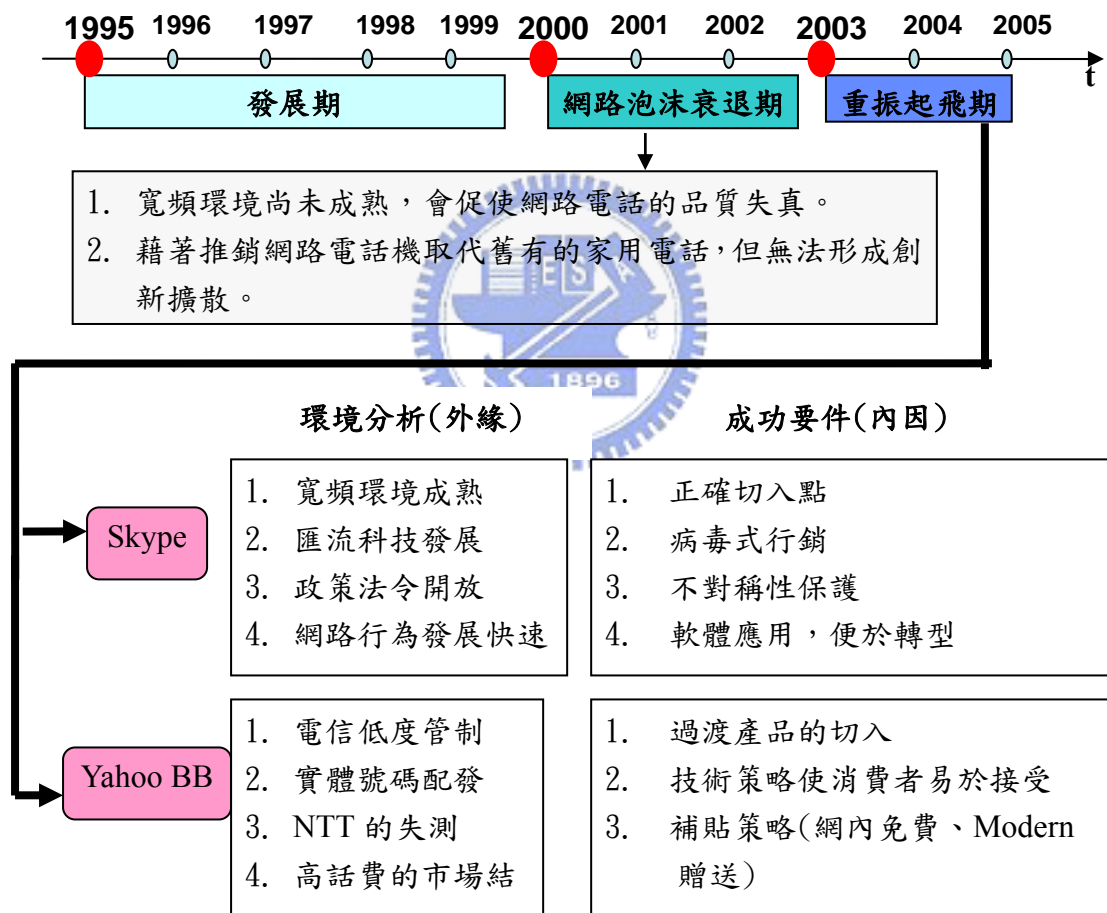 1995 1996 1997 1998 1999 2000 2001 2002 2003 2004 2005
t
發展期 網路泡沫衰退期 重振起飛期
1. 寬頻環境尚未成熟，會促使網路電話的品質失真。
2. 藉著推銷網路電話機取代舊有的家用電話，但無法形成創
新擴散。
ES A
1896
環境分析(外緣) 成功要件(內因)
Skype
1. 寬頻環境成熟
2. 匯流科技發展
3. 政策法令開放
4. 網路行為發展快速
1. 正確切入點
2. 病毒式行銷
3. 不對稱性保護
4. 軟體應用，便於轉型
Yahoo BB
1. 電信低度管制
2. 實體號碼配發
3. NTT 的失測
4. 高話費的市場結
1. 過渡產品的切入
2. 技術策略使消費者易於接受
3. 補貼策略(網內免費、Modern
贈送)